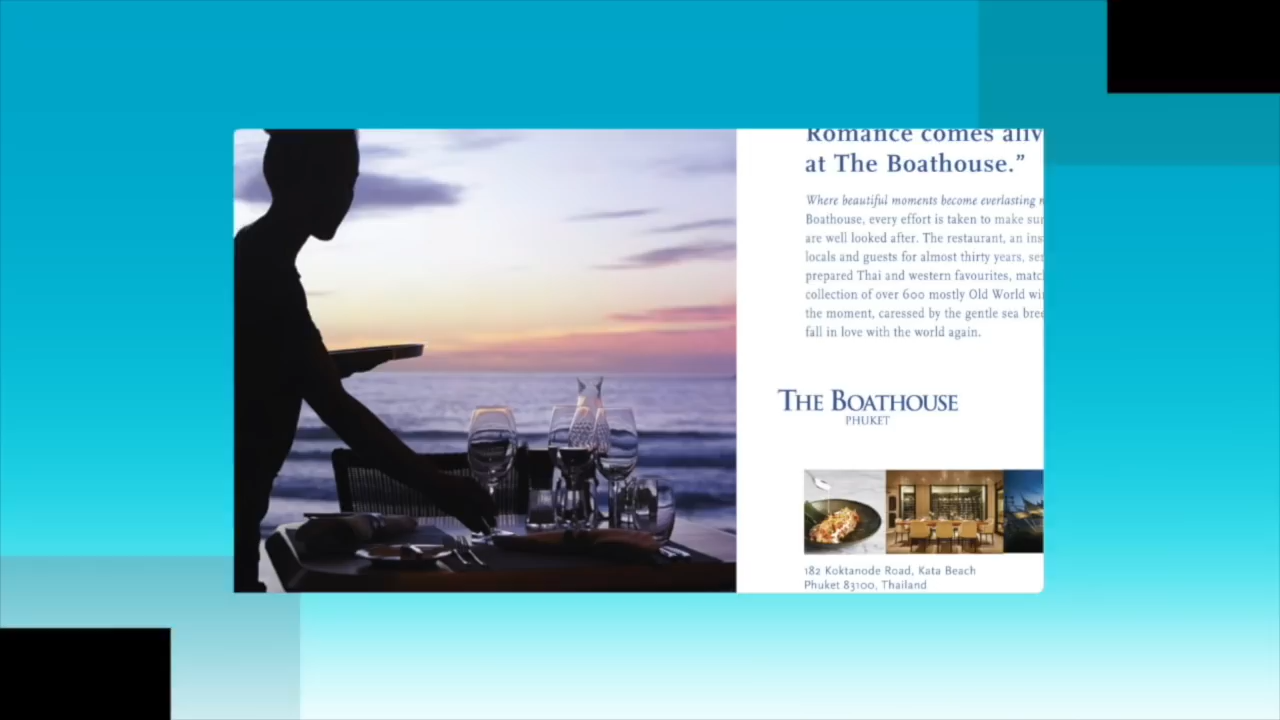 Romance comes aliv
at The Boathouse.”
Where beautiful moments become everlasting
Boathouse, every effort is taken to make sur
are well looked after. The restaurant, an ins
locals and guests for almost thirty years, ser
prepared Thai and western favourites, matc
collection of over 600 mostly Old World wi
the moment, caressed by the gentle sea bree
fall in love with the world again.
THE BOATHOUSE
PHUKET
182 Koktanode Road, Kata Beach
Phuket 83100, Thailand